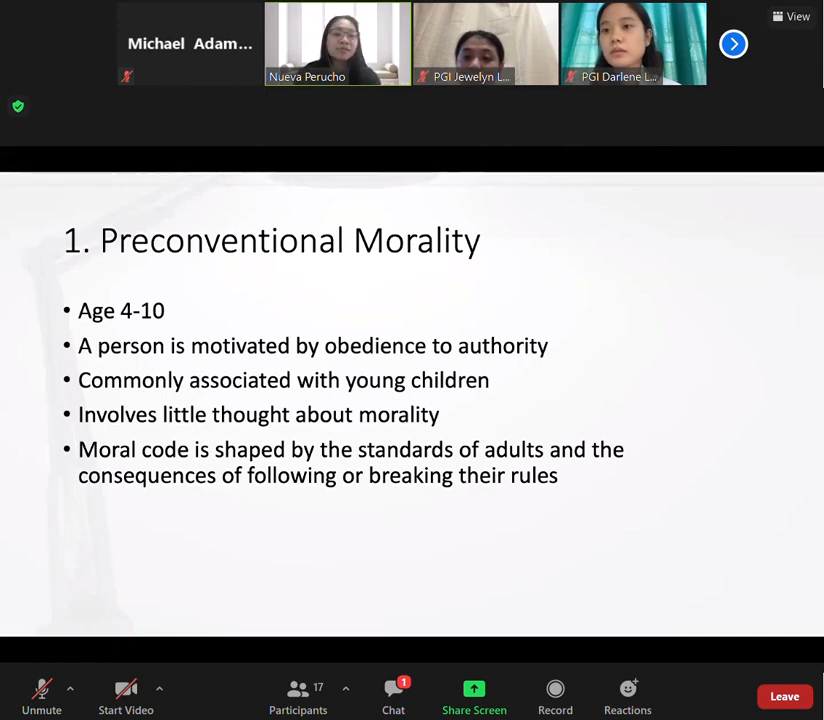 Michael Adam...
View
Nueva Perucho
PGI Jewelyn L...
PGI Darlene L...
1. Preconventional Morality
• Age 4-10
• A person is motivated by obedience to authority
• Commonly associated with young children
• Involves little thought about morality
• Moral code is shaped by the standards of adults and the
consequences of following or breaking their rules
17
1
Unmute
Start Video
Participants
Chat
Share Screen
Record
Reactions
Leave